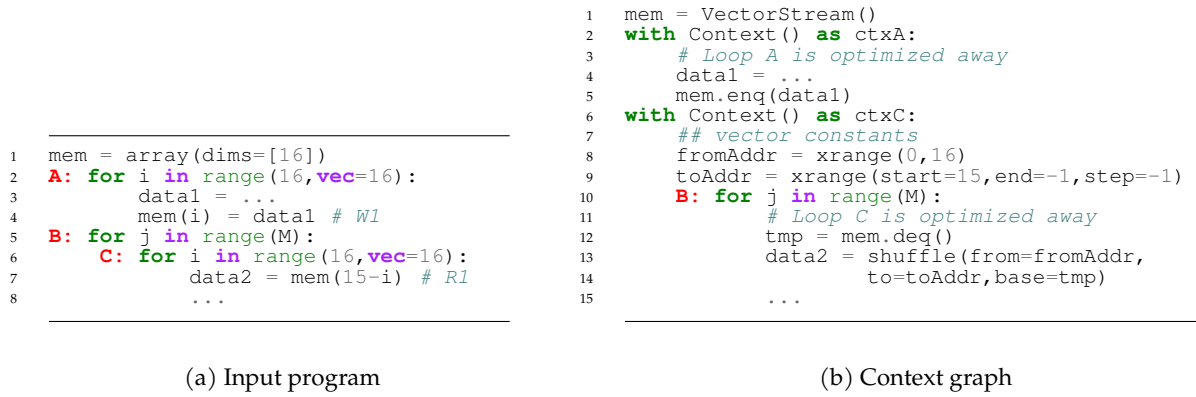 1 mem = array(dims=[16])
2 A: for i in range(16,vec=16):
3 data1 = ...
4 mem(i) = data1 # W1
5 B: for j in range(M):
6 C: for i in range(16,vec=16):
7 data2 = mem(15-i) # R1
8 ...
(a) Input program
1 mem = VectorStream()
2 with Context() as ctxA:
3 # Loop A is optimized away
4 data1 = ...
5 mem.enq(data1)
6 with Context() as ctxC:
7 ## vector constants
8 fromAddr = xrange(0,16)
9 toAddr = xrange(start=15,end=-1,step=-1)
10 B: for j in range(M):
11 # Loop C is optimized away
12 tmp = mem.deq()
13 data2 = shuffle(from=fromAddr,
14 to=toAddr,base=tmp)
15 ...
(b) Context graph